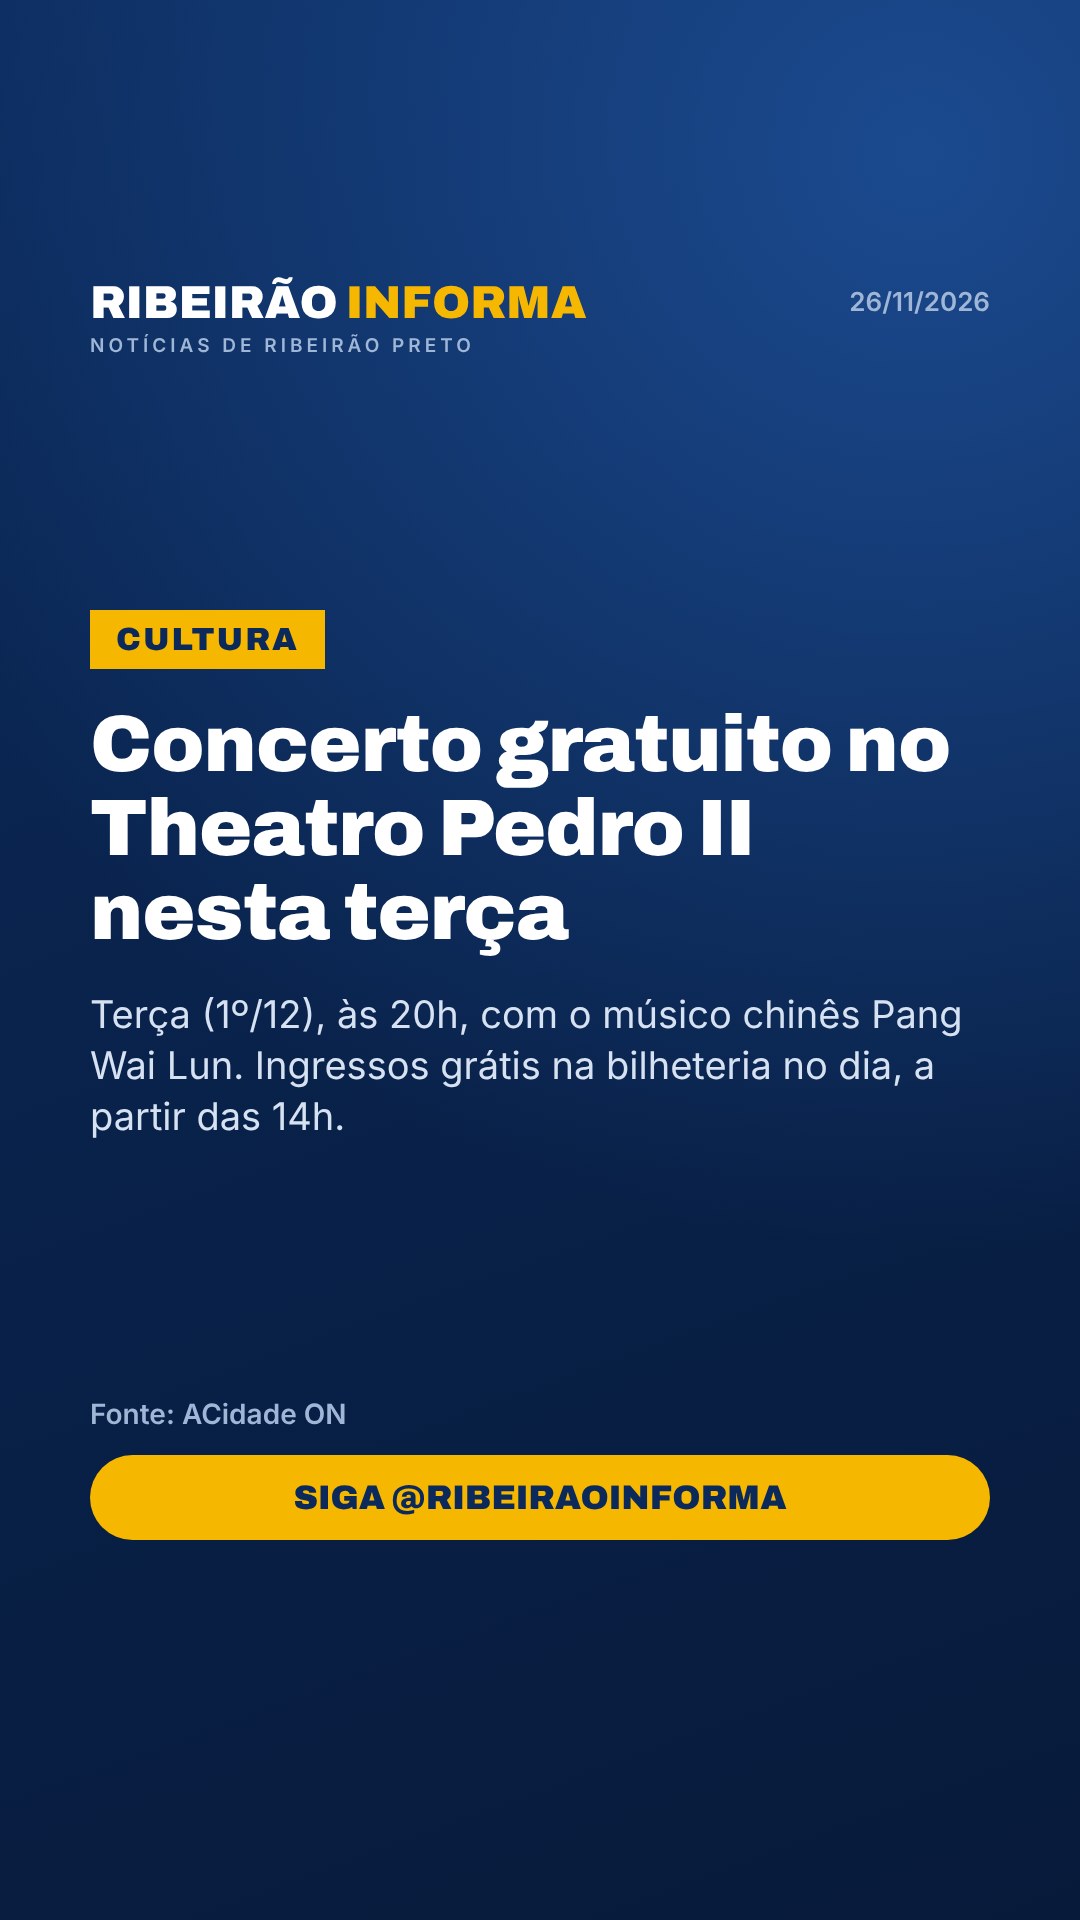 RIBEIRÃO INFORMA
26/11/2026
NOTÍCIAS DE RIBEIRÃO PRETO
CULTURA
Concerto gratuito no
Theatro Pedro II
nesta terça
Terça (1º/12), às 20h, com o músico chinês Pang
Wai Lun. Ingressos grátis na bilheteria no dia, a
partir das 14h.
Fonte: ACidade ON
SIGA @RIBEIRAOINFORMA